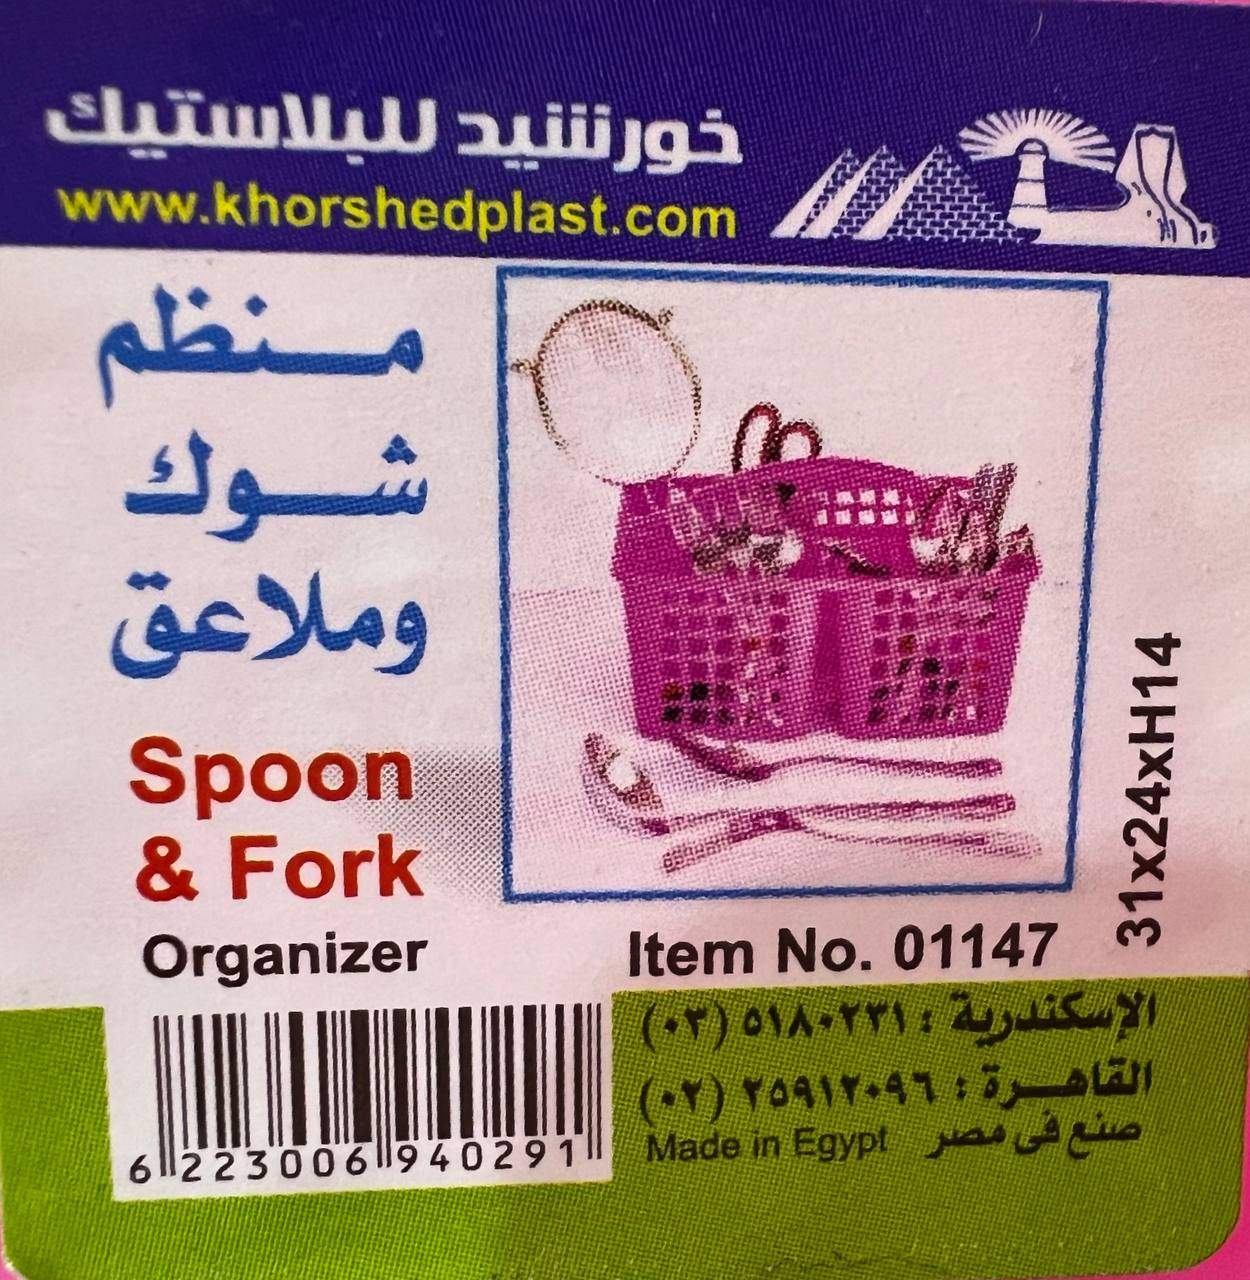 خورشيد للبلاستيك
www.khorshedplast.com
منظم
شوك
وملاعق
Spoon
& Fork
Organizer
31x24xH14
Item No. 01147
الإسكندرية : ٥١٨٠٢٣١ (٠٣)
القاهرة : ٢٥٩١٢٠٩٦ (٠٢)
Made in Egypt صنع فى مصر
6 223006 940291